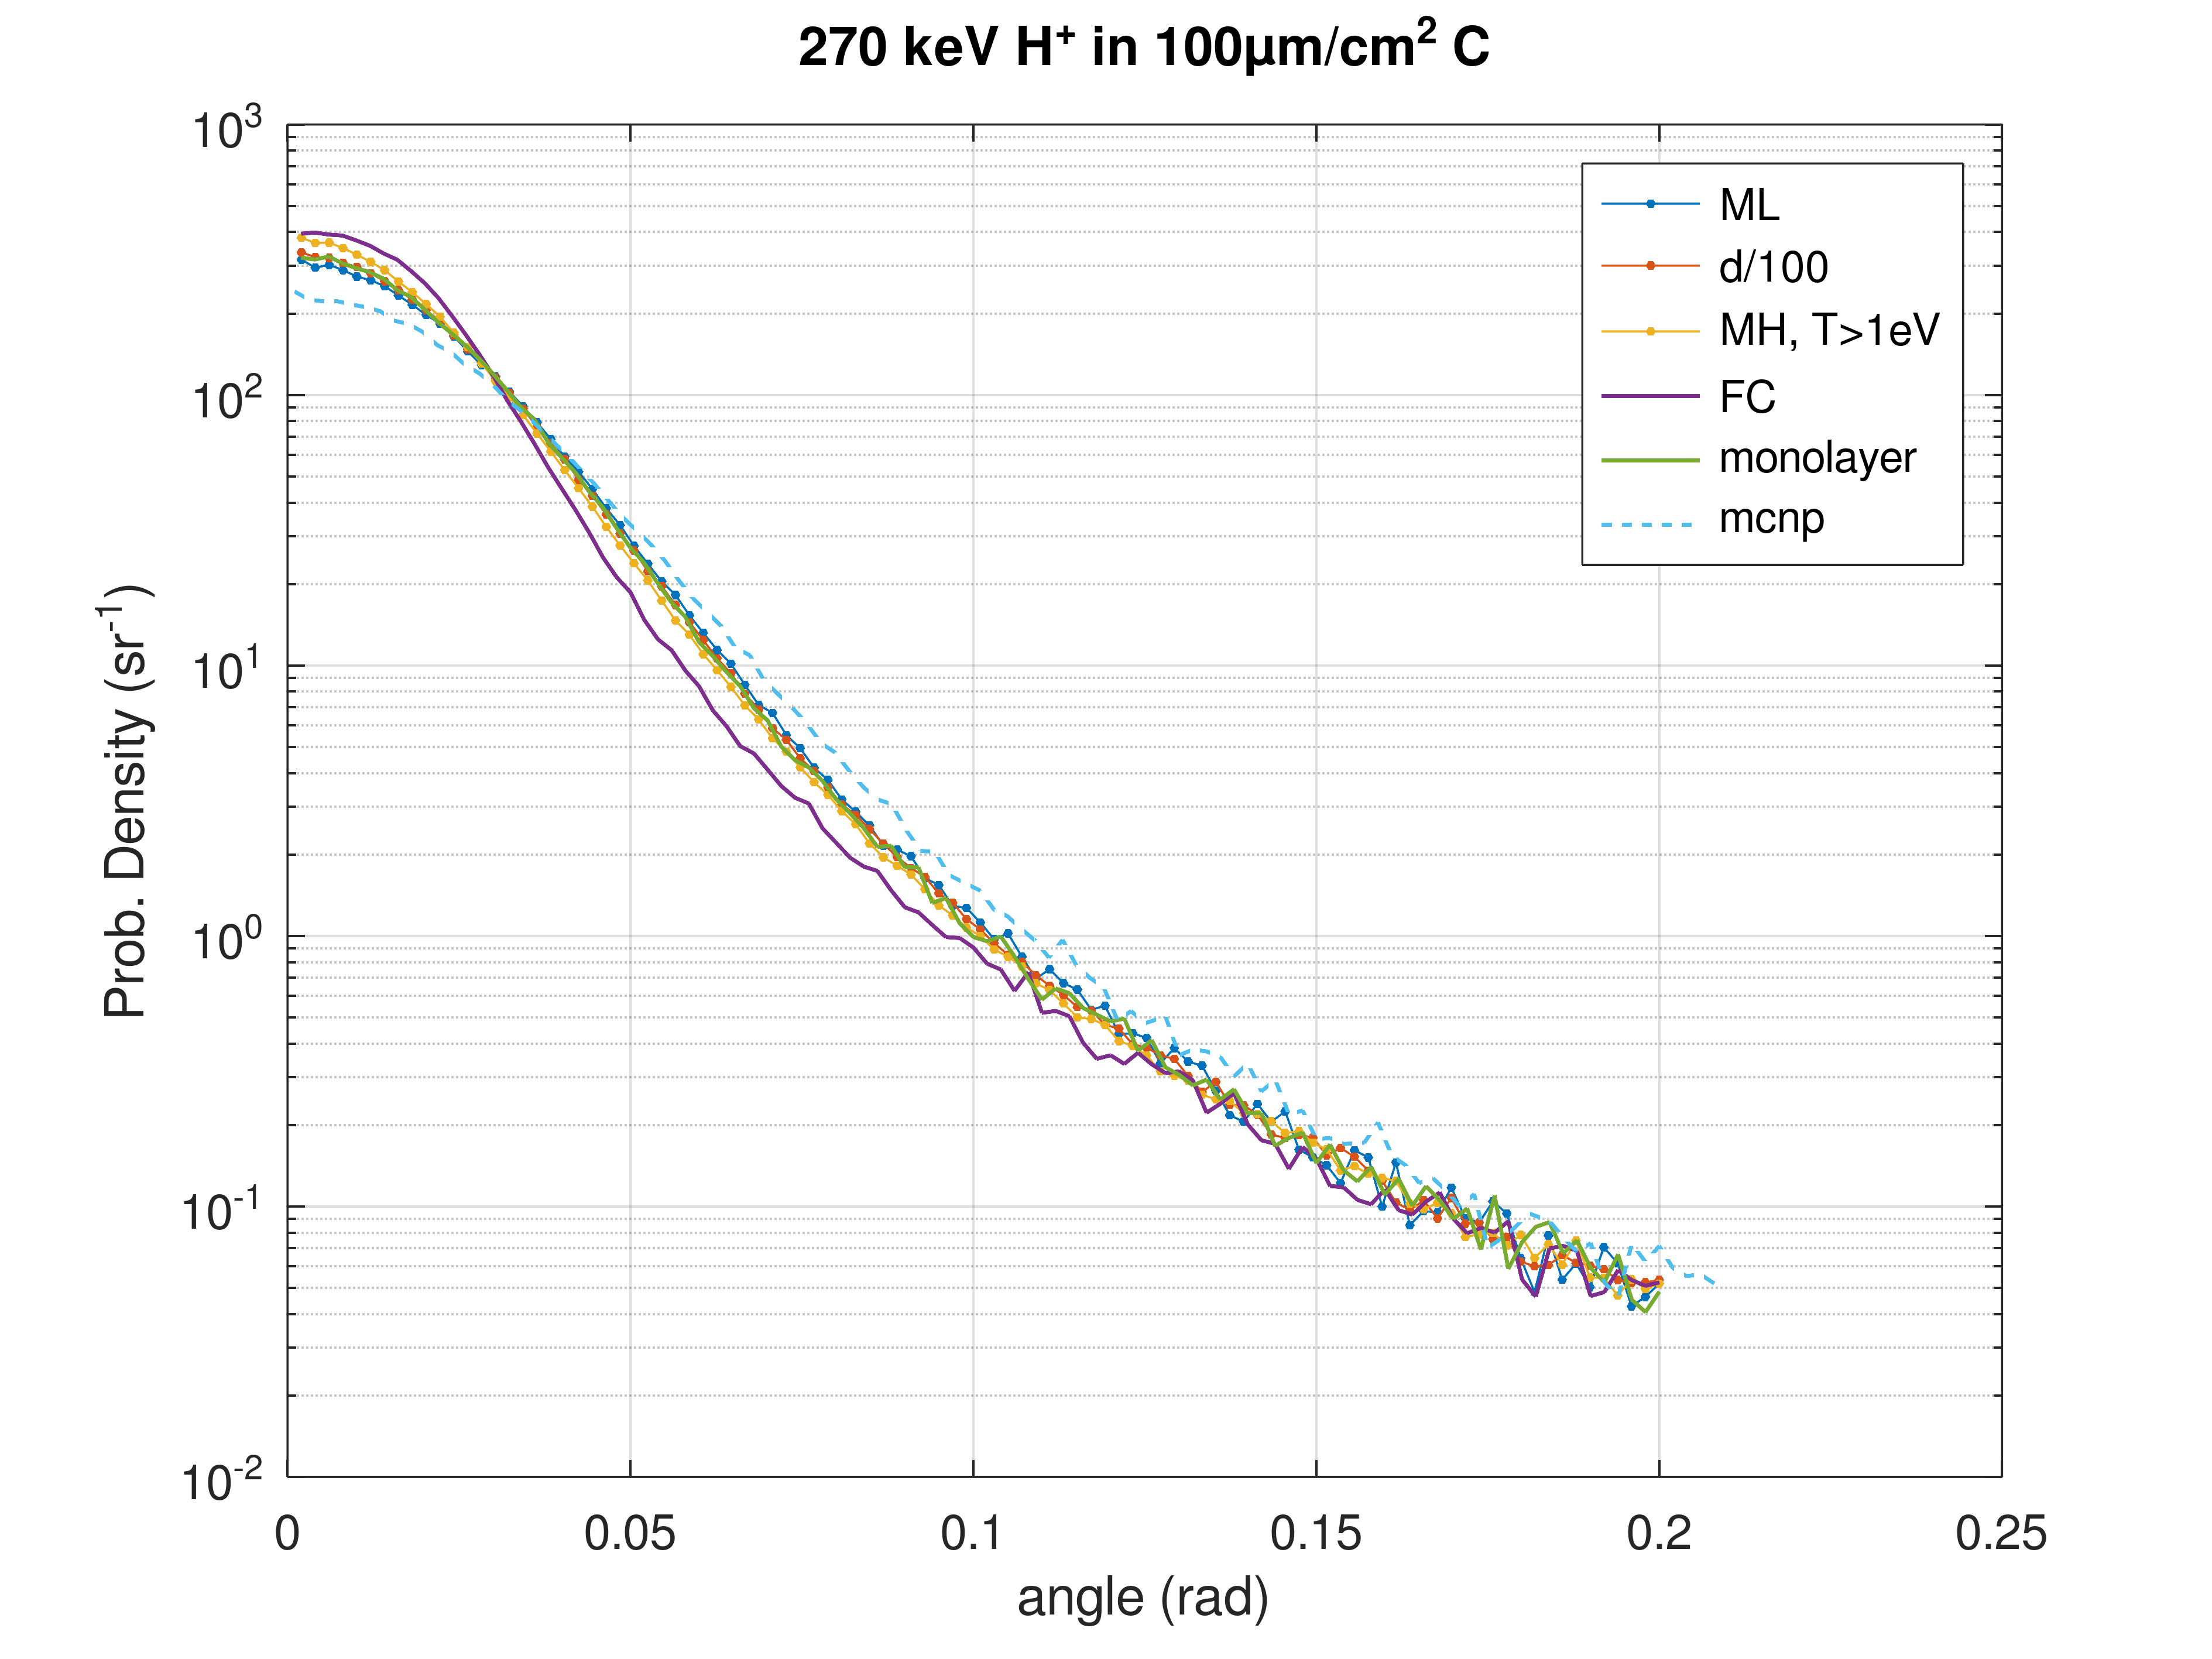 270 keV H⁺ in 100μm/cm² C
10³
10²
10¹
10⁰
10⁻¹
10⁻²
Prob. Density (sr⁻¹)
ML
d/100
MH, T>1eV
FC
monolayer
mcnp
0 0.05 0.1 0.15 0.2 0.25
angle (rad)